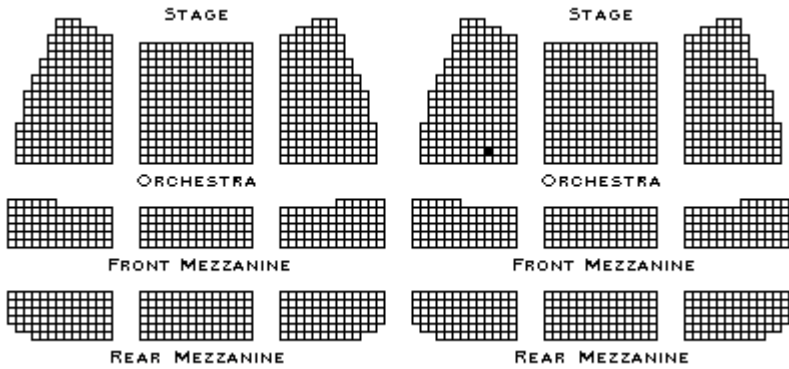 STAGE STAGE
ORCHESTRA ORCHESTRA
FRONT MEZZANINE FRONT MEZZANINE
REAR MEZZANINE REAR MEZZANINE